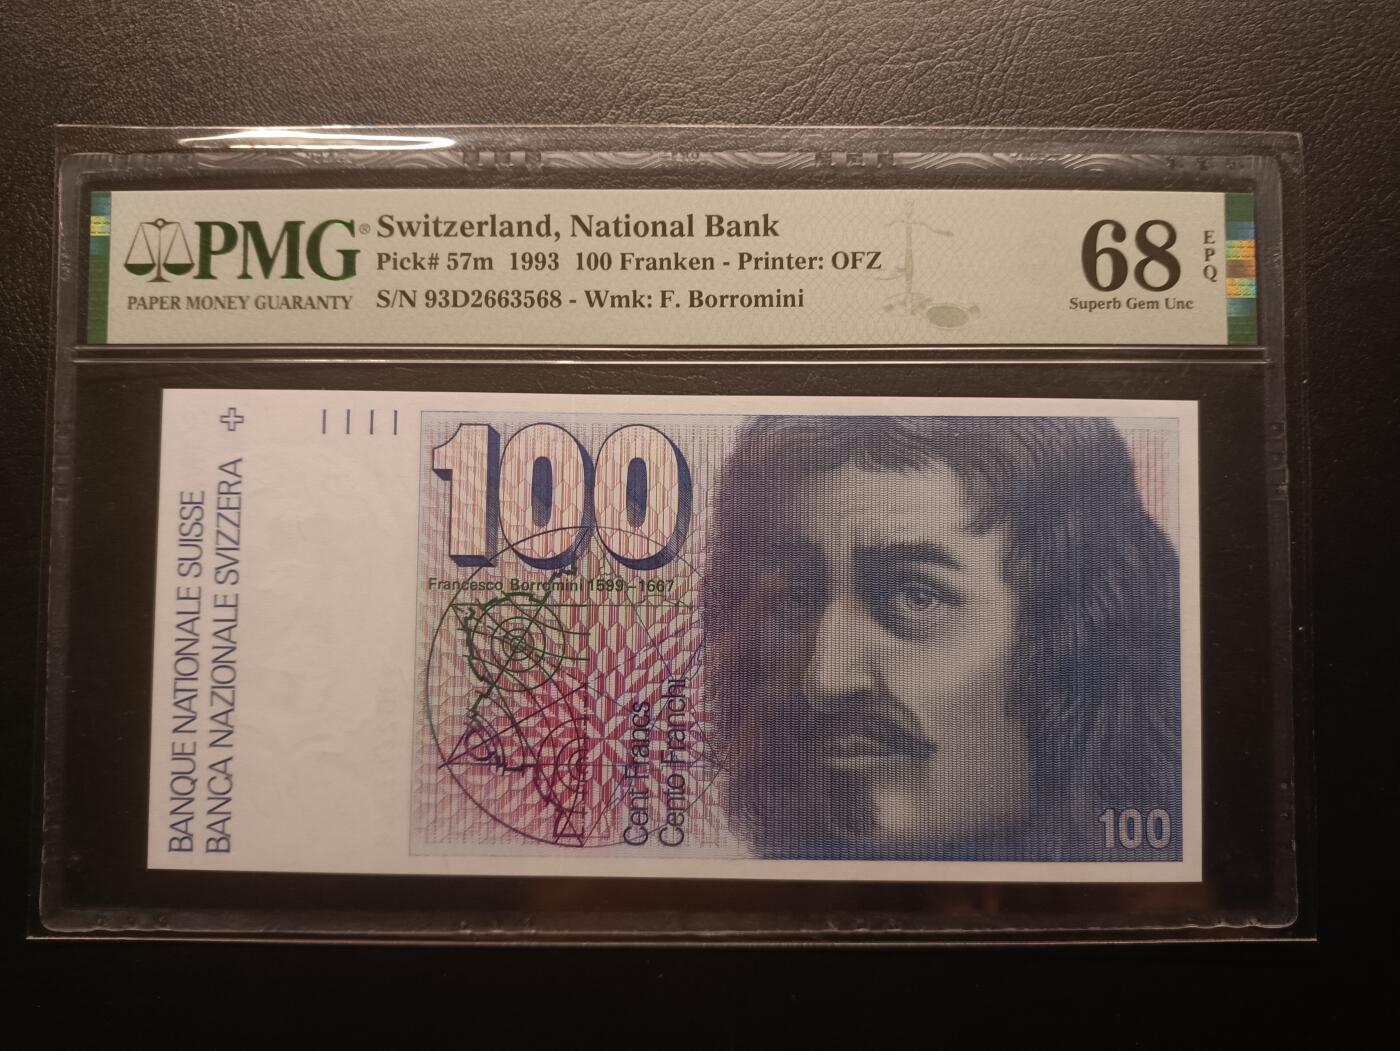 PMG®
PAPER MONEY GUARANTY
Switzerland, National Bank
Pick# 57m 1993 100 Franken - Printer: OFZ
S/N 93D2663568 - Wmk: F. Borromini
68
EPQ
Superb Gem Unc
BANQUE NATIONALE SUISSE
BANCA NAZIONALE SVIZZERA
100
Francesco Borromini 1599–1667
Cent Francs
Cento Franchi
100